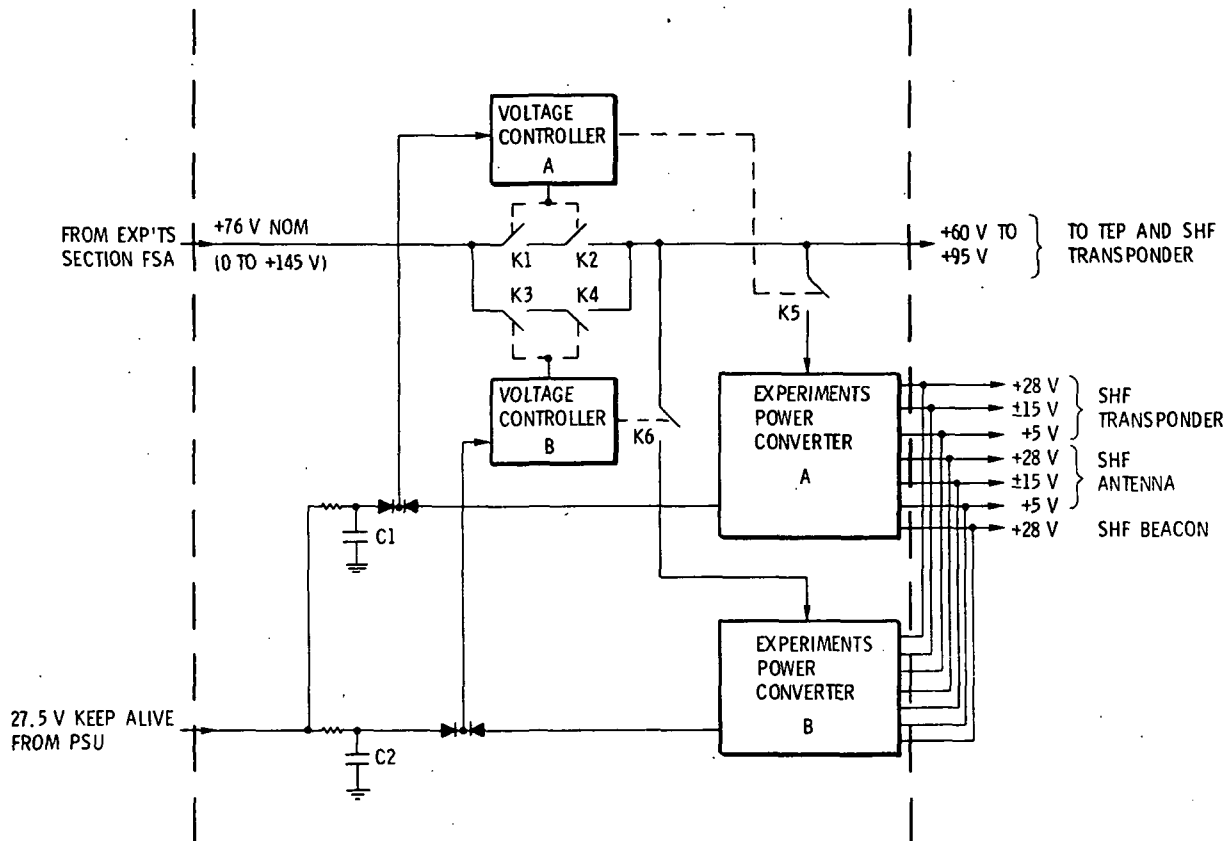 VOLTAGE
CONTROLLER
A
FROM EXP'TS
SECTION FSA
+76 V NOM
(0 TO +145 V)
K1
K2
K3
K4
K5
+60 V TO
+95 V
TO TEP AND SHF
TRANSPONDER
VOLTAGE
CONTROLLER
B
K6
EXPERIMENTS
POWER
CONVERTER
A
+28 V
±15 V
+5 V
SHF
TRANSPONDER
+28 V
±15 V
+5 V
SHF
ANTENNA
+28 V
SHF BEACON
C1
EXPERIMENTS
POWER
CONVERTER
B
27.5 V KEEP ALIVE
FROM PSU
C2